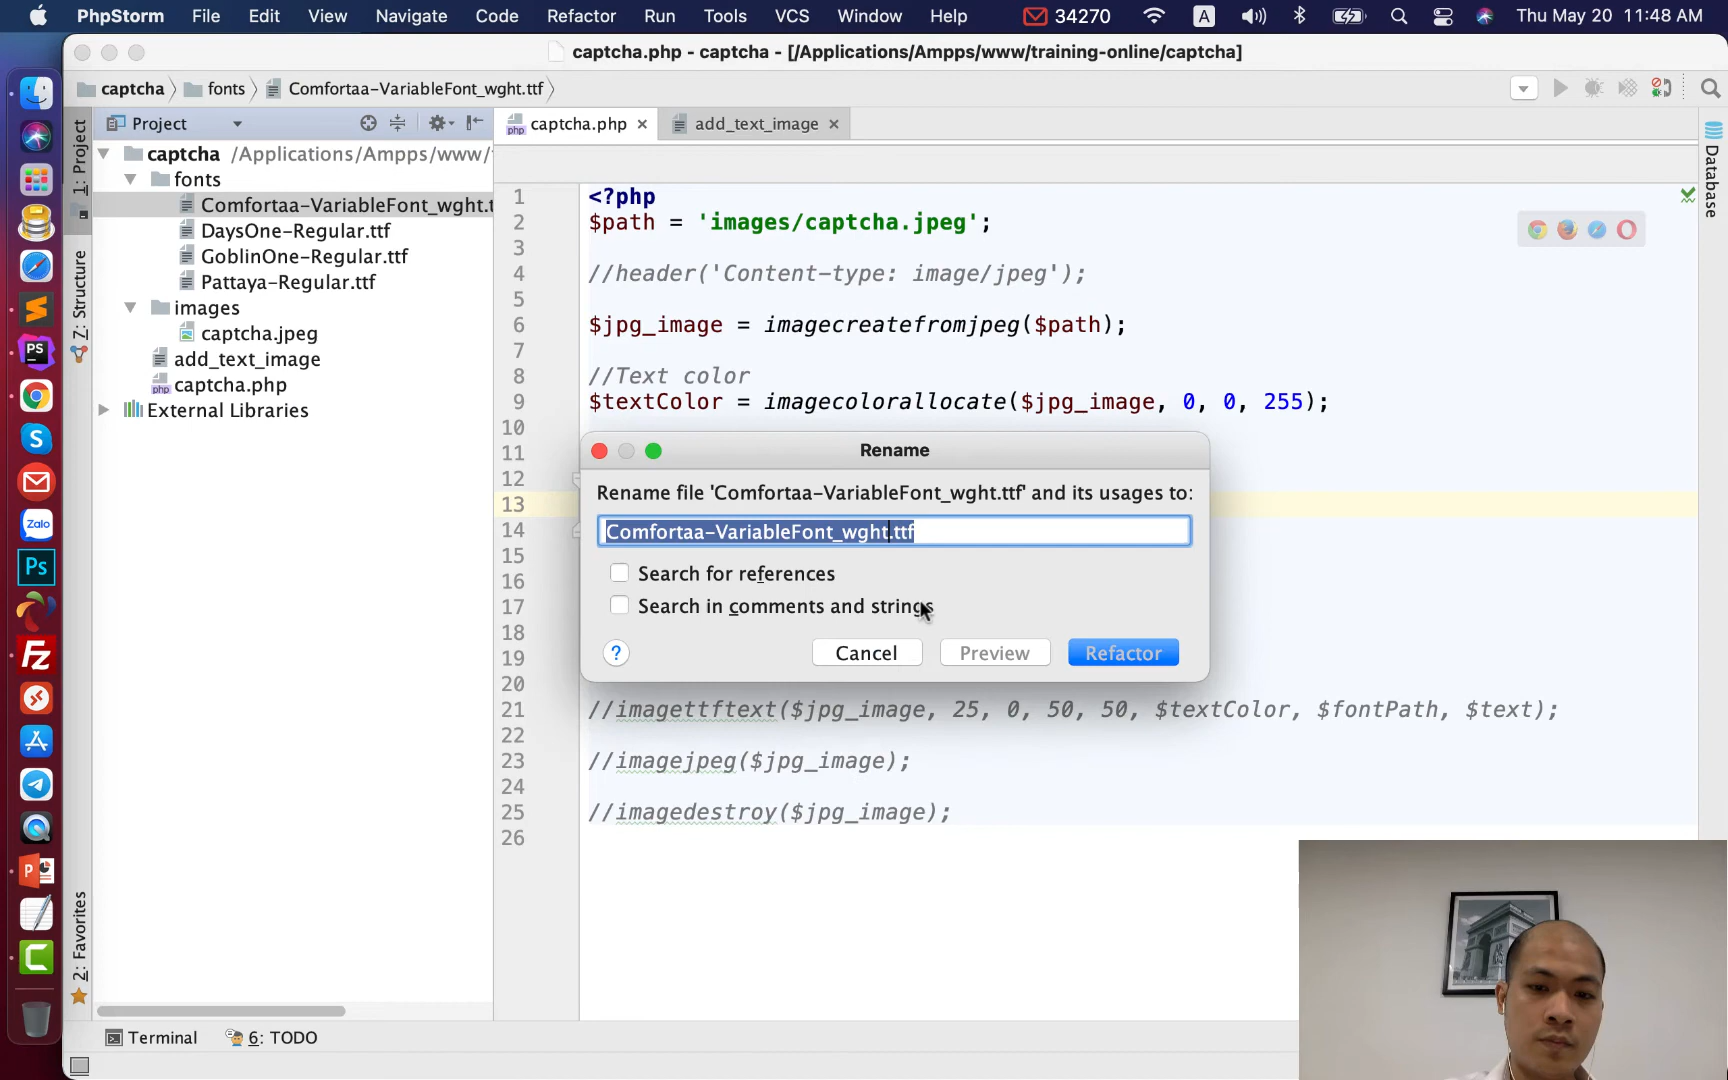 PhpStorm File Edit View Navigate Code Refactor Run Tools VCS Window Help 34270 A Thu May 20 11:48 AM
captcha.php - captcha - [/Applications/Ampps/www/training-online/captcha]
captcha fonts Comfortaa-VariableFont_wght.ttf
Project
captcha.php
add_text_image
1: Project
7: Structure
2: Favorites
Database
captcha /Applications/Ampps/www/
fonts
Comfortaa-VariableFont_wght.t
DaysOne-Regular.ttf
GoblinOne-Regular.ttf
Pattaya-Regular.ttf
images
captcha.jpeg
add_text_image
captcha.php
External Libraries
1 <?php
2 $path = 'images/captcha.jpeg';
3
4 //header('Content-type: image/jpeg');
5
6 $jpg_image = imagecreatefromjpeg($path);
7
8 //Text color
9 $textColor = imagecolorallocate($jpg_image, 0, 0, 255);
10
11
12
13
14
15
16
17
18
19
20
21 //imagettftext($jpg_image, 25, 0, 50, 50, $textColor, $fontPath, $text);
22
23 //imagejpeg($jpg_image);
24
25 //imagedestroy($jpg_image);
26
Rename
Rename file 'Comfortaa-VariableFont_wght.ttf' and its usages to:
Comfortaa-VariableFont_wght.ttf
Search for references
Search in comments and strings
? Cancel Preview Refactor
PS
php
S
Zalo
Ps
Fz
P
C
Terminal 6: TODO